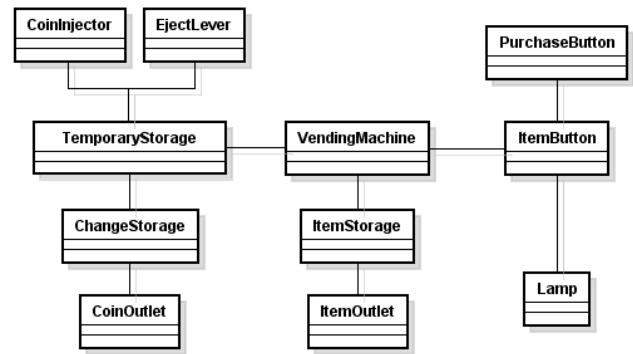 CoinInjector
EjectLever
PurchaseButton
TemporaryStorage
VendingMachine
ItemButton
ChangeStorage
ItemStorage
CoinOutlet
ItemOutlet
Lamp